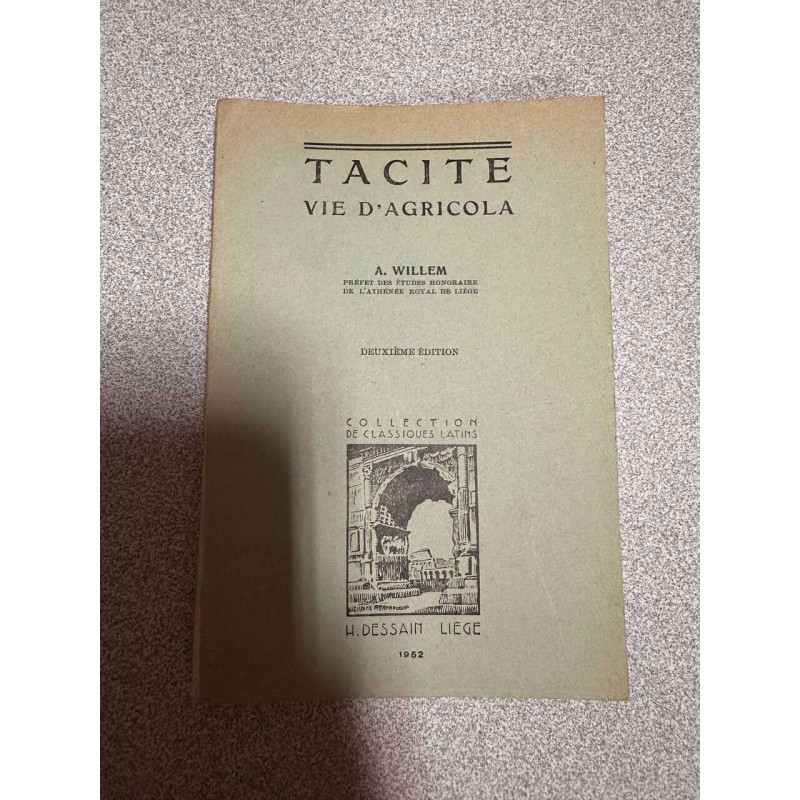 TACITE
VIE D'AGRICOLA
A. WILLEM
PRÉFET DES ÉTUDES HONORAIRE
DE L'ATHÉNÉE ROYAL DE LIÉGE
DEUXIÈME ÉDITION
COLLECTION
DE CLASSIQUES LATINS
H. DESSAIN LIÈGE
1952